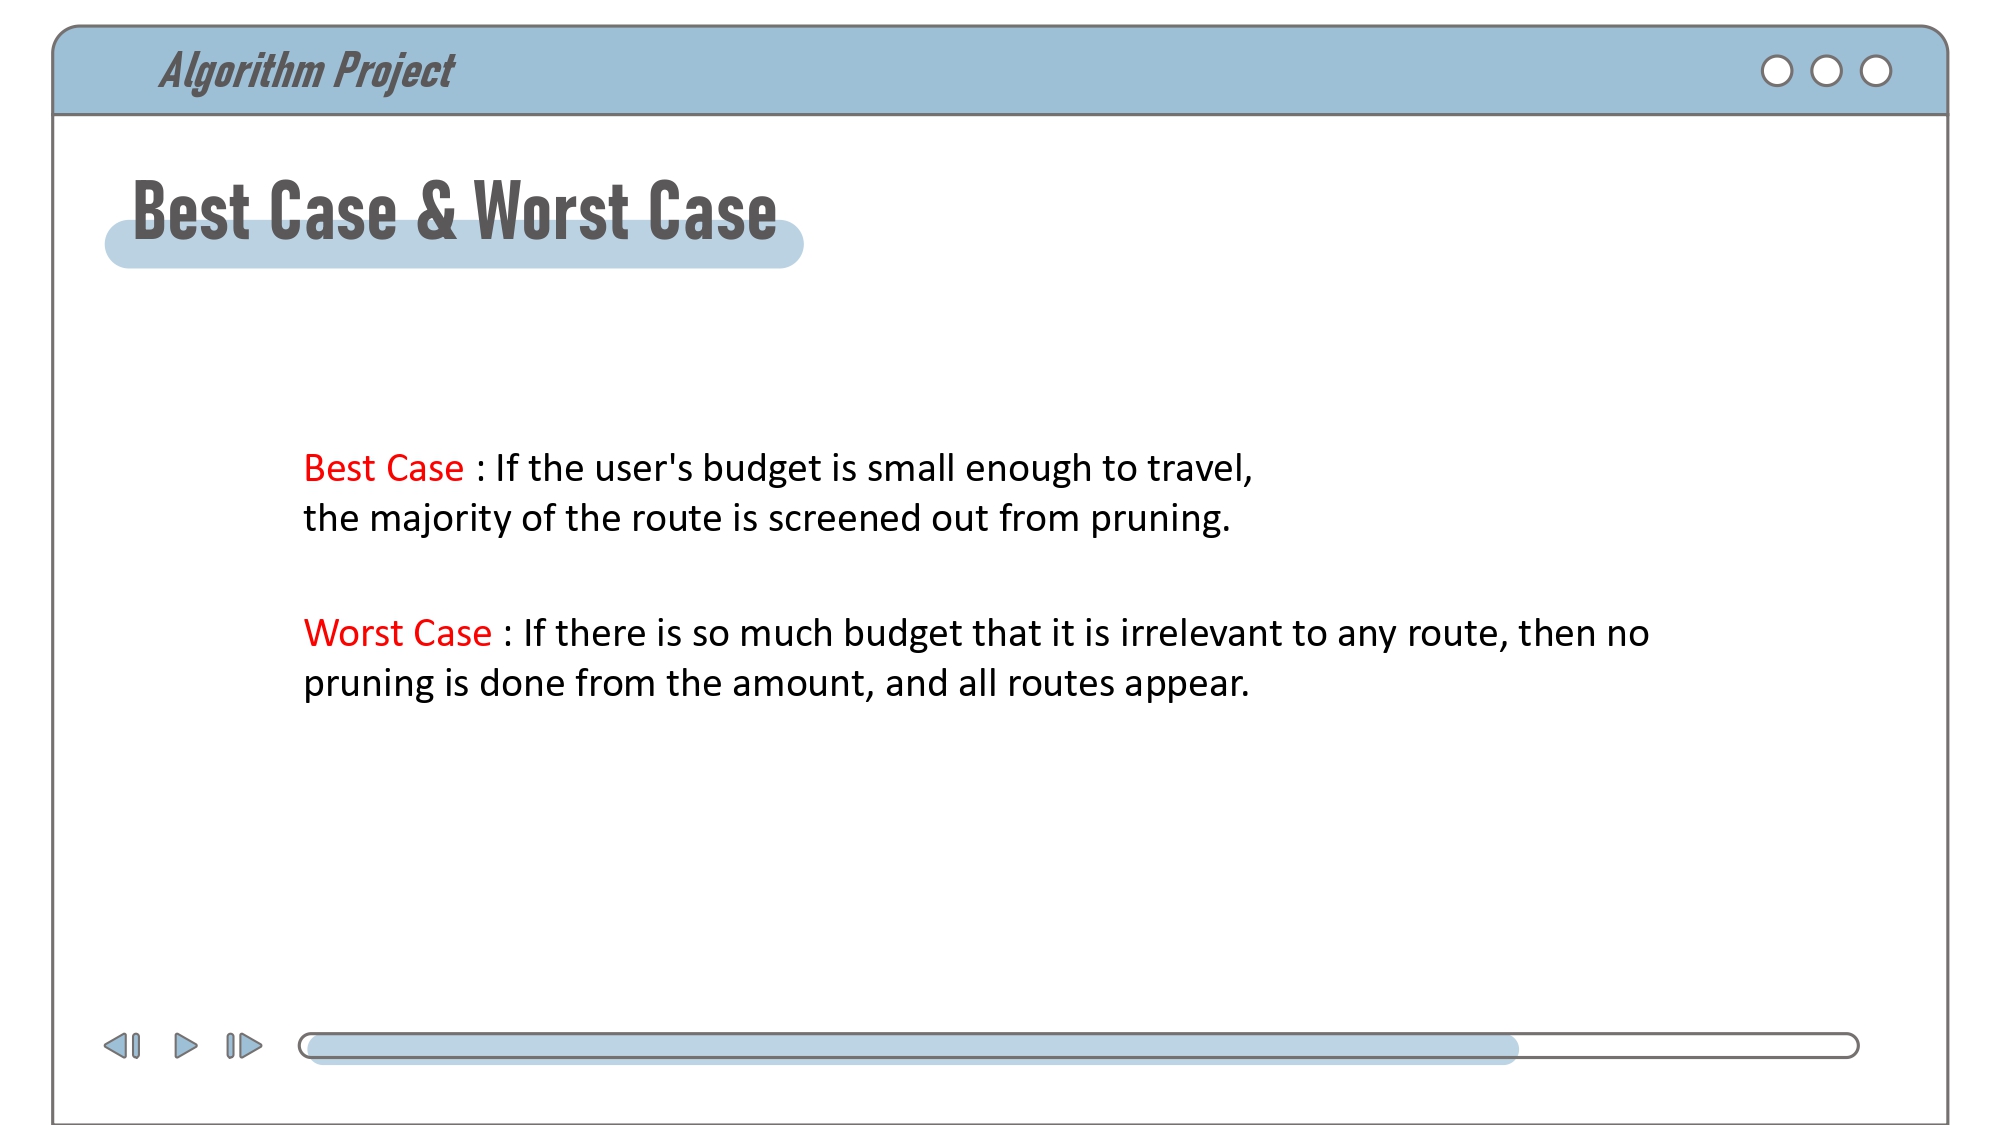 Algorithm Project
Best Case & Worst Case
Best Case : If the user's budget is small enough to travel,
the majority of the route is screened out from pruning.
Worst Case : If there is so much budget that it is irrelevant to any route, then no
pruning is done from the amount, and all routes appear.